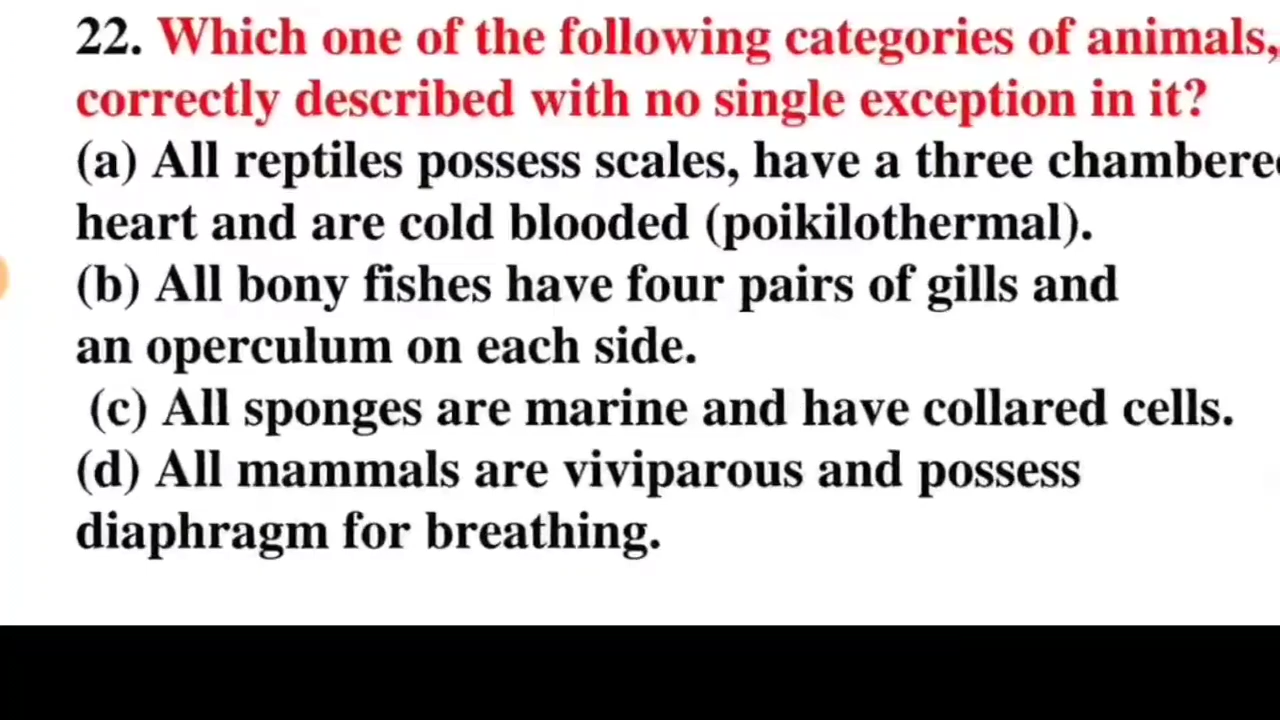 22. Which one of the following categories of animals,
correctly described with no single exception in it?
(a) All reptiles possess scales, have a three chambered
heart and are cold blooded (poikilothermal).
(b) All bony fishes have four pairs of gills and
an operculum on each side.
(c) All sponges are marine and have collared cells.
(d) All mammals are viviparous and possess
diaphragm for breathing.